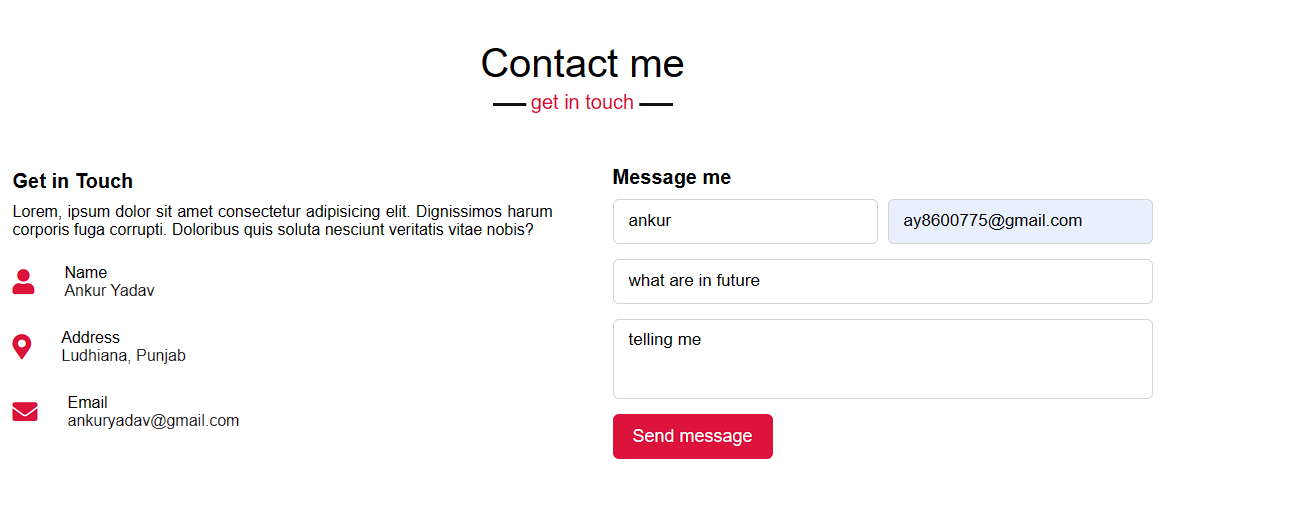 Contact me
get in touch
Get in Touch
Lorem, ipsum dolor sit amet consectetur adipisicing elit. Dignissimos harum
corporis fuga corrupti. Doloribus quis soluta nesciunt veritatis vitae nobis?
Name
Ankur Yadav
Address
Ludhiana, Punjab
Email
ankuryadav@gmail.com
Message me
ankur
ay8600775@gmail.com
what are in future
telling me
Send message